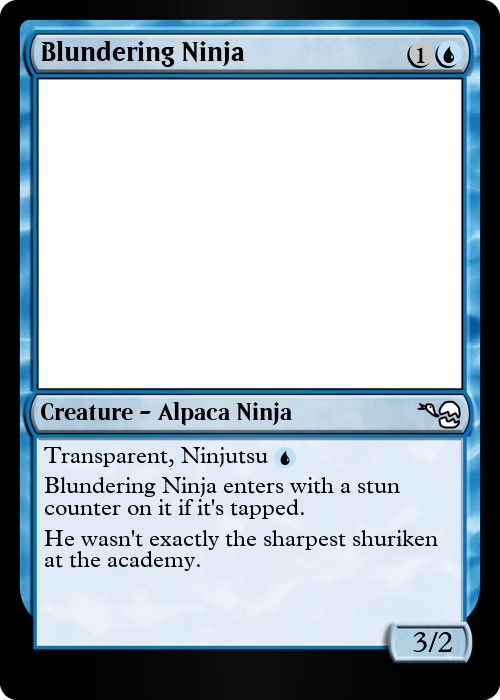 Blundering Ninja 1
Creature – Alpaca Ninja
Transparent, Ninjutsu
Blundering Ninja enters with a stun
counter on it if it's tapped.
He wasn't exactly the sharpest shuriken
at the academy.
3/2